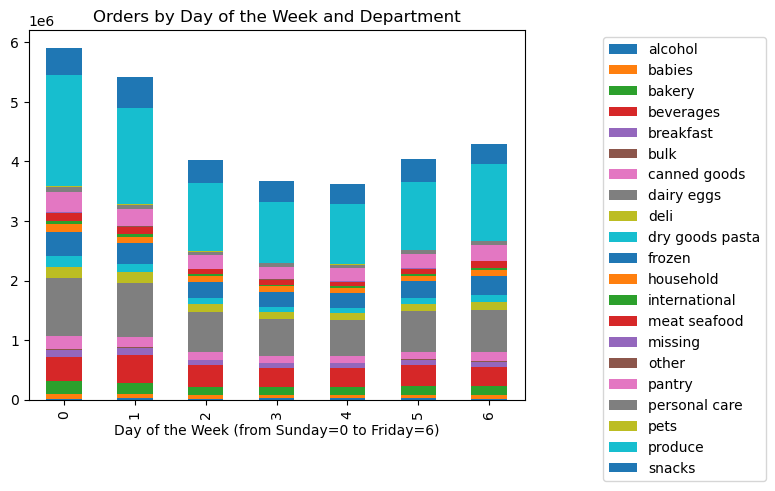 Orders by Day of the Week and Department
1e6
6
5
4
3
2
1
0
0 1 2 3 4 5 6
Day of the Week (from Sunday=0 to Friday=6)
alcohol
babies
bakery
beverages
breakfast
bulk
canned goods
dairy eggs
deli
dry goods pasta
frozen
household
international
meat seafood
missing
other
pantry
personal care
pets
produce
snacks